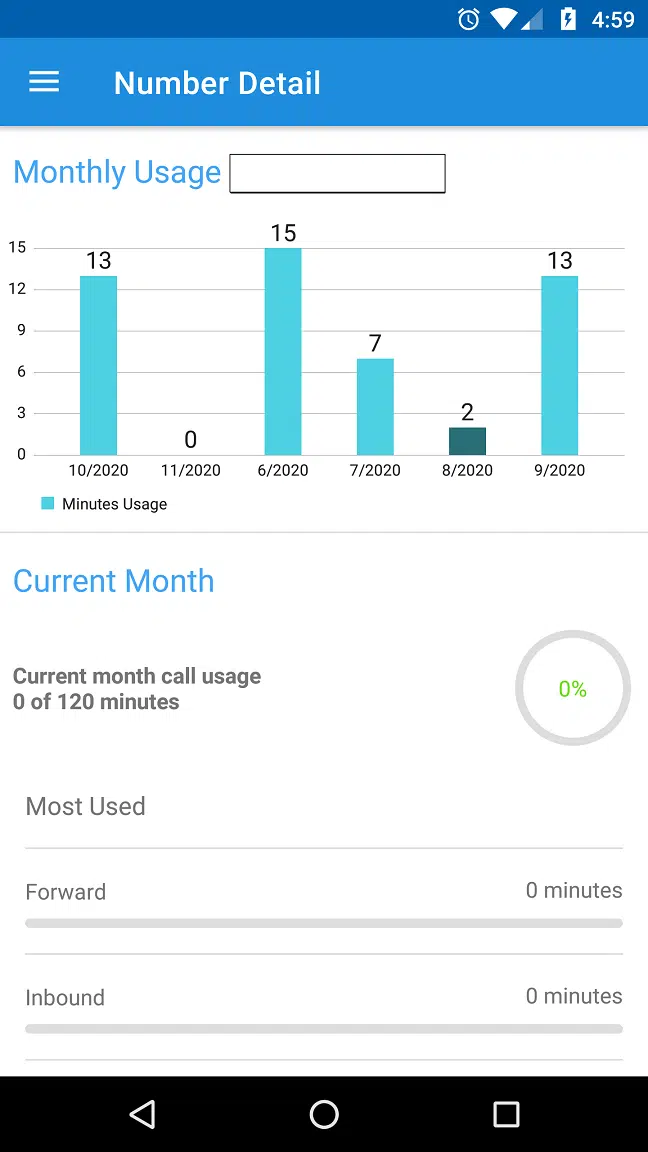 4:59
Number Detail
Monthly Usage
15
12
9
6
3
0
13
0
15
7
2
13
10/2020 11/2020 6/2020 7/2020 8/2020 9/2020
Minutes Usage
Current Month
Current month call usage
0 of 120 minutes
0%
Most Used
Forward 0 minutes
Inbound 0 minutes